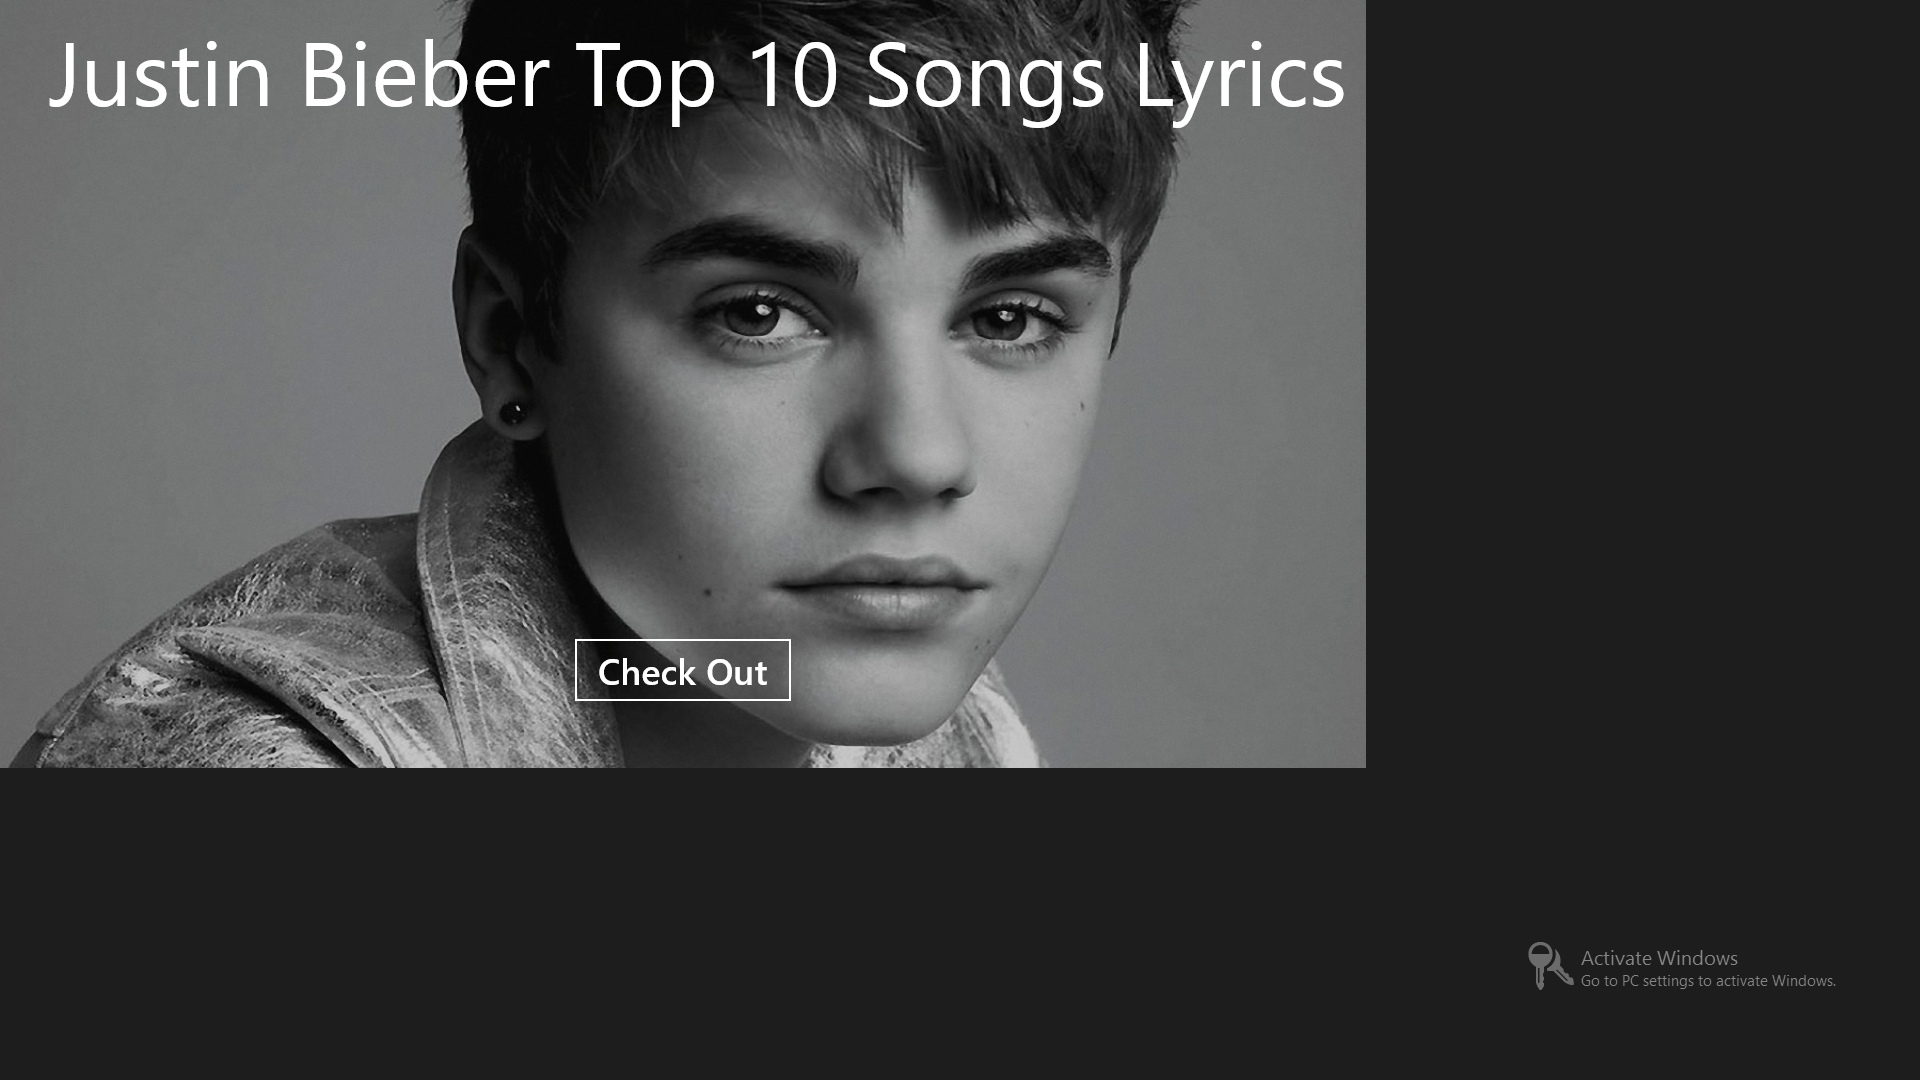 Justin Bieber Top 10 Songs Lyrics
Check Out
Activate Windows
Go to PC settings to activate Windows.